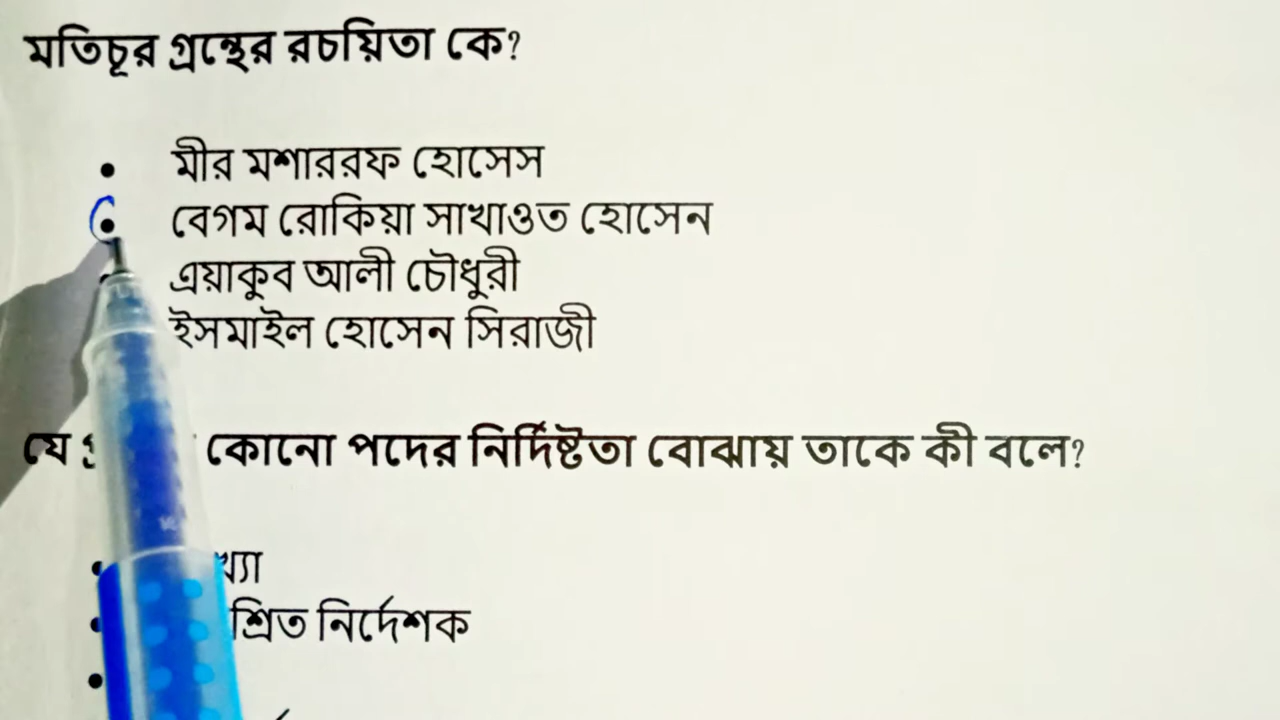 মতিচূর গ্রন্থের রচয়িতা কে?
• মীর মশাররফ হোসেস
• বেগম রোকিয়া সাখাওত হোসেন
এয়াকুব আলী চৌধুরী
ইসমাইল হোসেন সিরাজী
যে কোনো পদের নির্দিষ্টতা বোঝায় তাকে কী বলে?
নির্দেশক